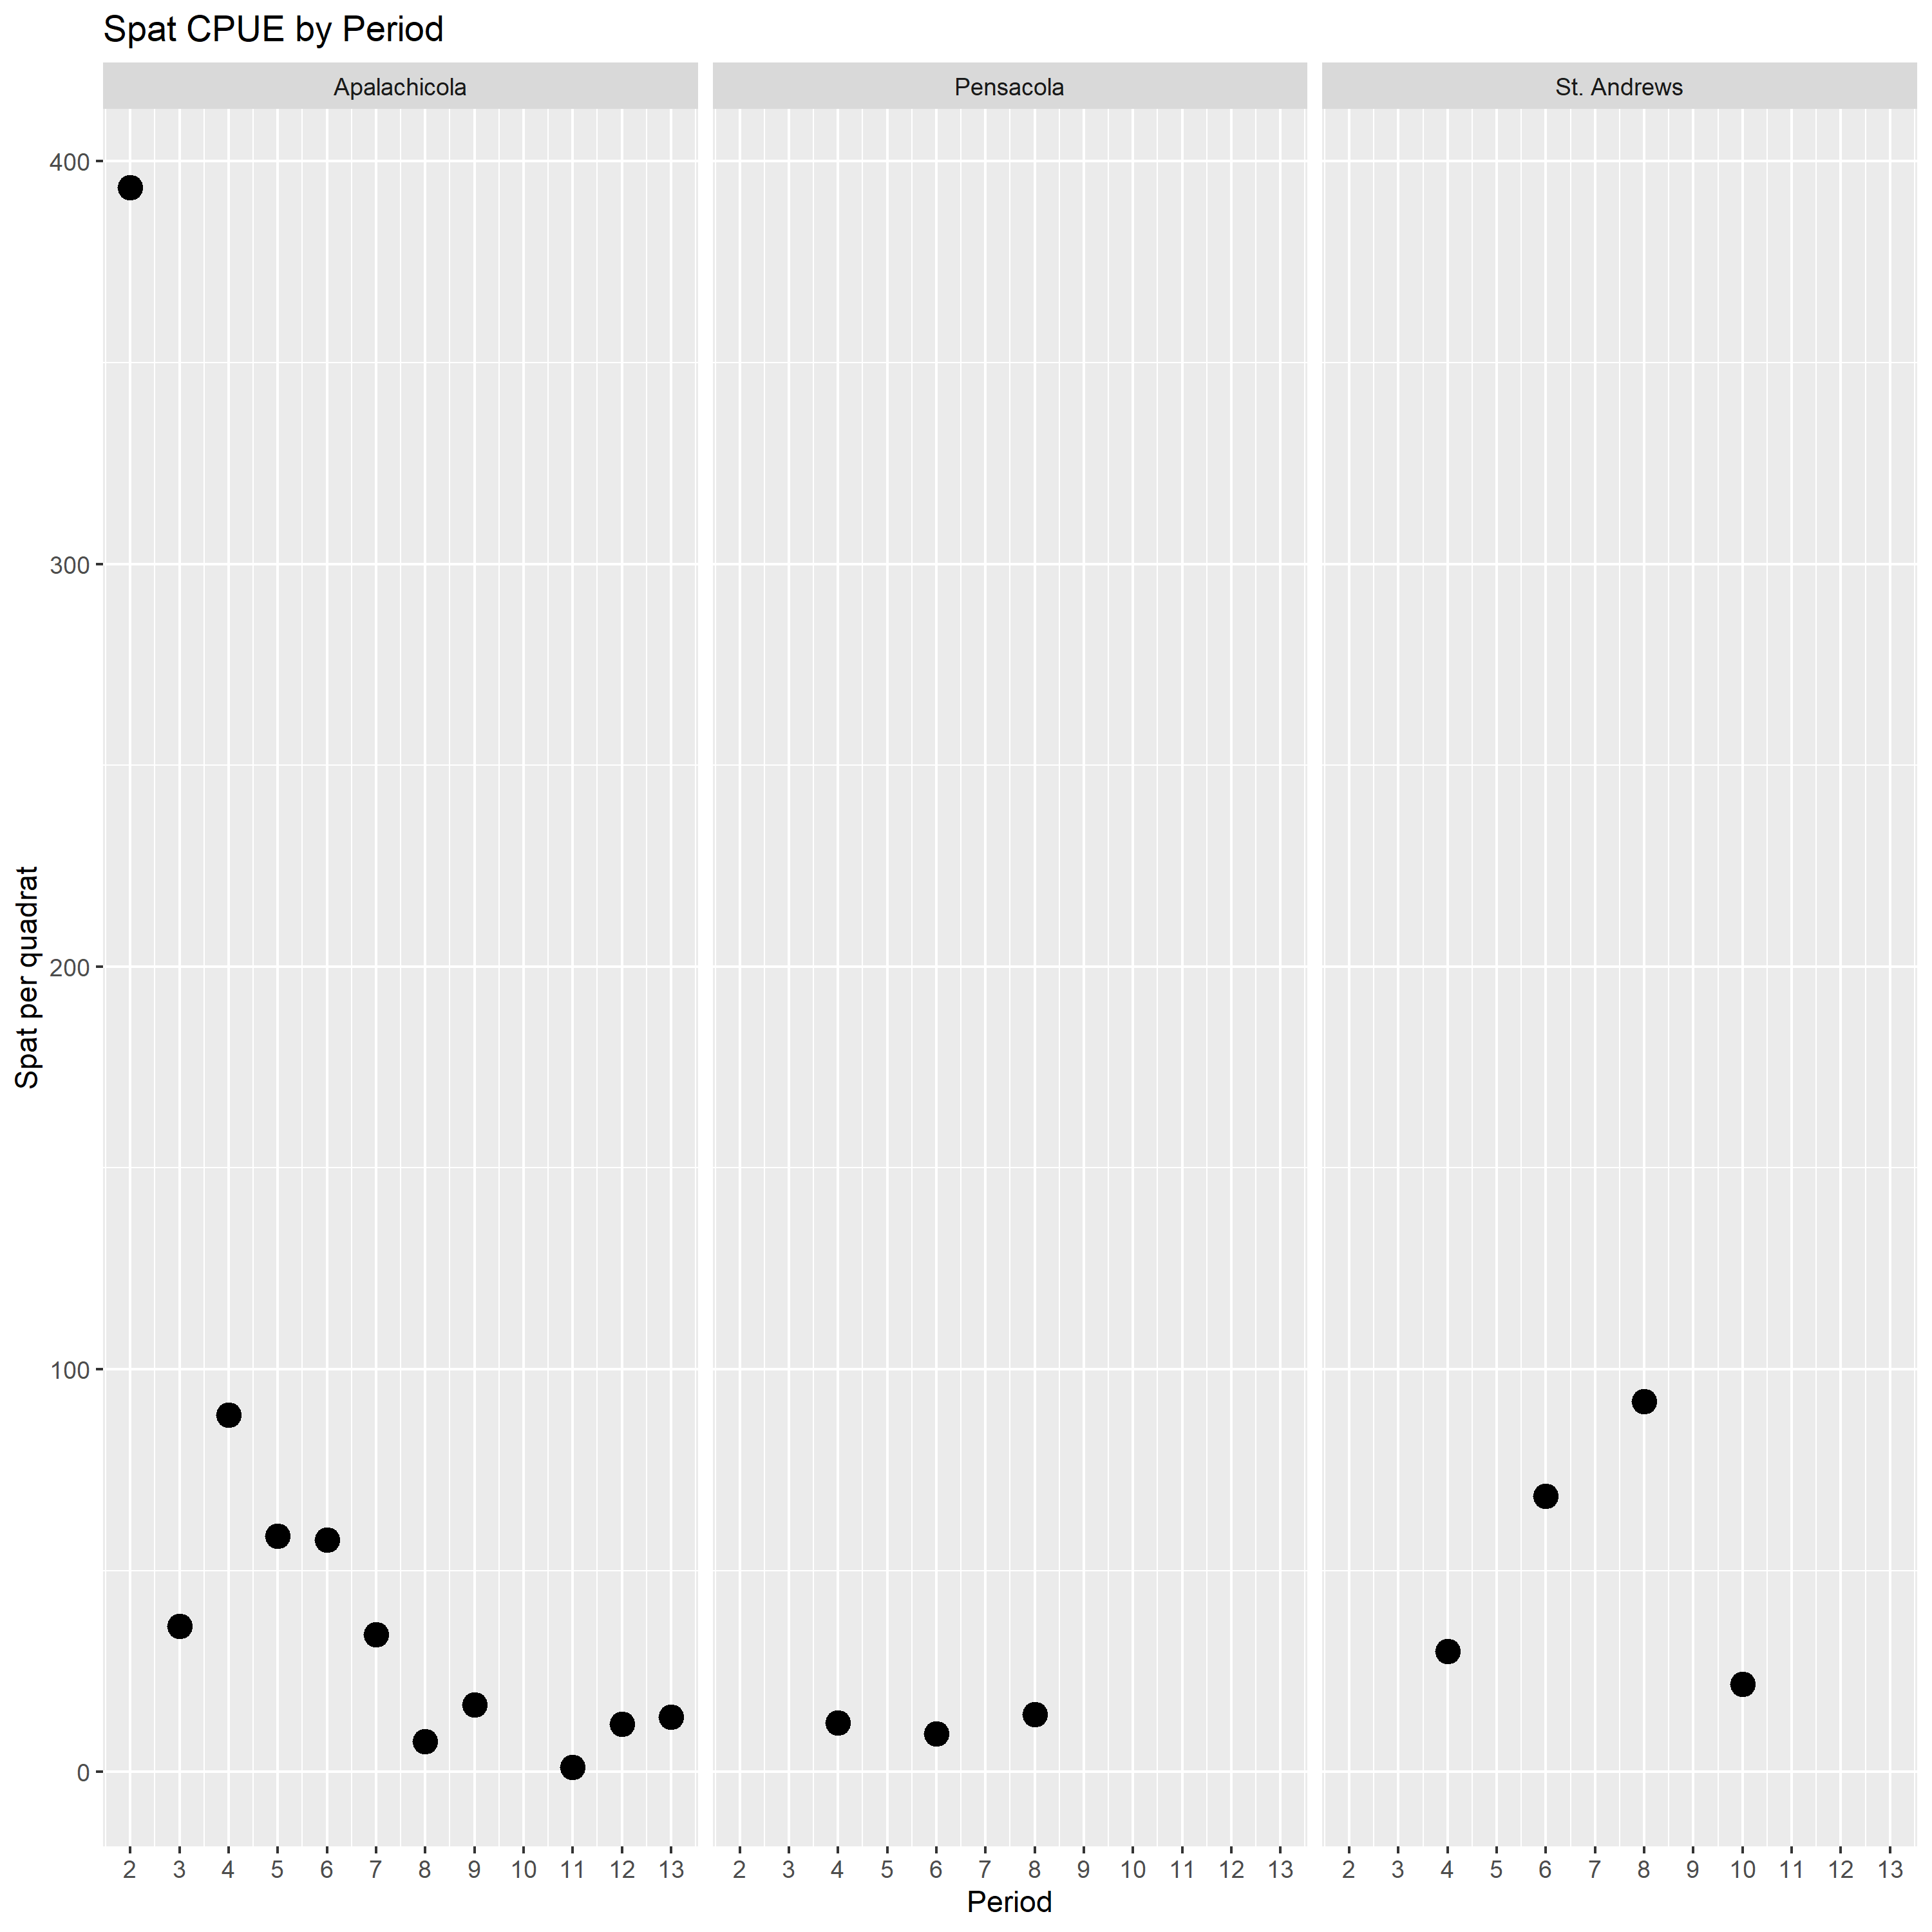 Spat CPUE by Period
Apalachicola Pensacola St. Andrews
400
300
200
100
0
Spat per quadrat
2 3 4 5 6 7 8 9 10 11 12 13 2 3 4 5 6 7 8 9 10 11 12 13 2 3 4 5 6 7 8 9 10 11 12 13
Period